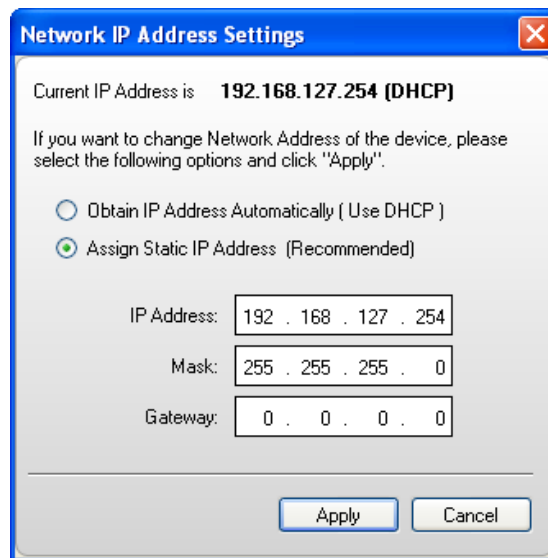 Network IP Address Settings
Current IP Address is 192.168.127.254 (DHCP)
If you want to change Network Address of the device, please
select the following options and click "Apply".
Obtain IP Address Automatically ( Use DHCP )
Assign Static IP Address (Recommended)
IP Address: 192 . 168 . 127 . 254
Mask: 255 . 255 . 255 . 0
Gateway: 0 . 0 . 0 . 0
Apply Cancel